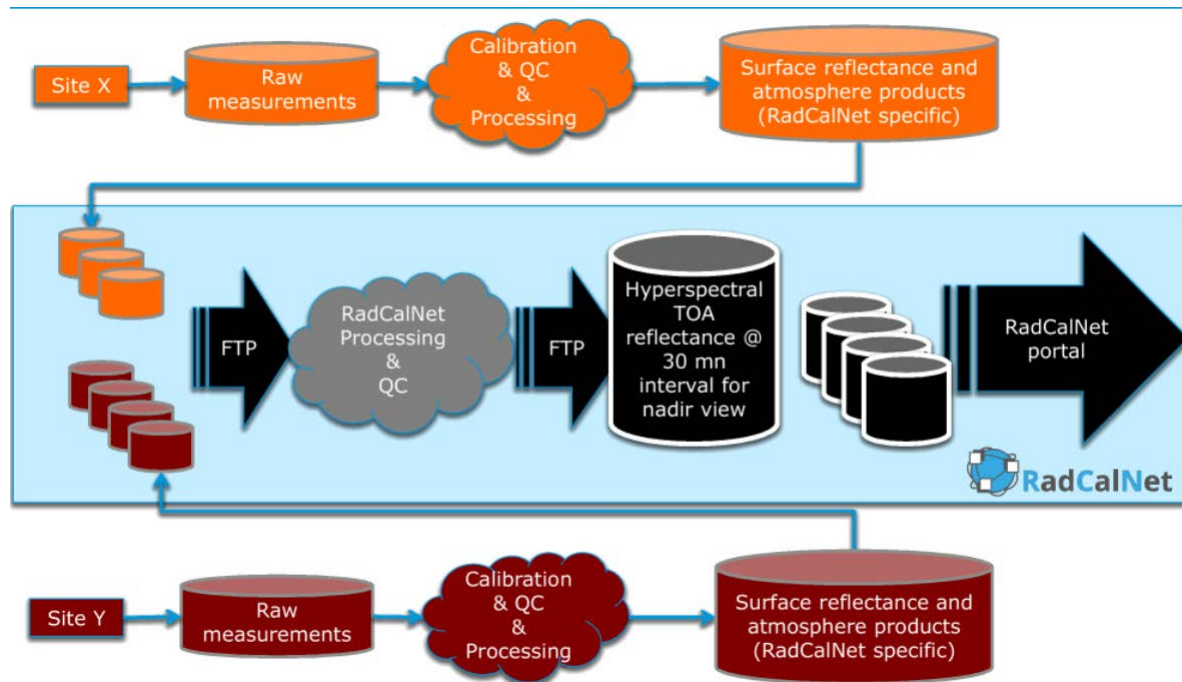 Site X
Raw
measurements
Calibration
& QC
&
Processing
Surface reflectance and
atmosphere products
(RadCalNet specific)
FTP
RadCalNet
Processing
&
QC
FTP
Hyperspectral
TOA
reflectance @
30 mn
interval for
nadir view
RadCalNet
portal
RadCalNet
Site Y
Raw
measurements
Calibration
& QC
&
Processing
Surface reflectance and
atmosphere products
(RadCalNet specific)